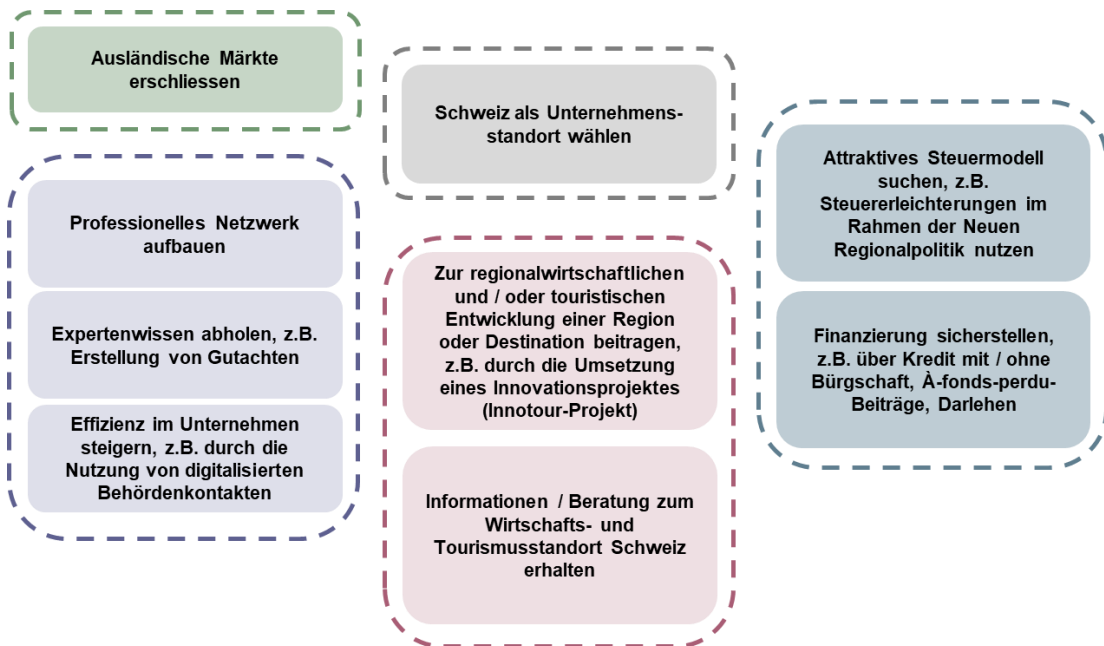 Ausländische Märkte
erschliessen
Professionelles Netzwerk
aufbauen
Expertenwissen abholen, z.B.
Erstellung von Gutachten
Effizienz im Unternehmen
steigern, z.B. durch die
Nutzung von digitalisierten
Behördenkontakten
Schweiz als Unternehmens-
standort wählen
Zur regionalwirtschaftlichen
und / oder touristischen
Entwicklung einer Region
oder Destination beitragen,
z.B. durch die Umsetzung
eines Innovationsprojektes
(Innotour-Projekt)
Informationen / Beratung zum
Wirtschafts- und
Tourismusstandort Schweiz
erhalten
Attraktives Steuermodell
suchen, z.B.
Steuererleichterungen im
Rahmen der Neuen
Regionalpolitik nutzen
Finanzierung sicherstellen,
z.B. über Kredit mit / ohne
Bürgschaft, À-fonds-perdu-
Beiträge, Darlehen